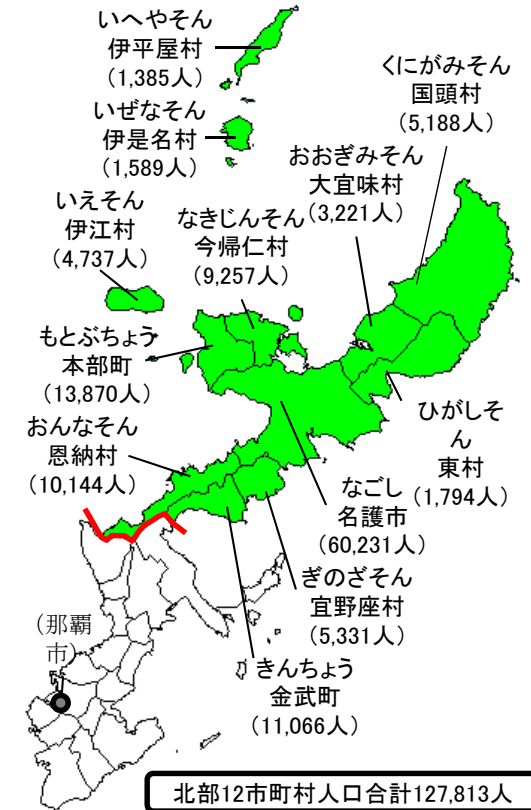 いへやそん
伊平屋村
（1,385人）
くにがみそん
国頭村
（5,188人）
いぜなそん
伊是名村
（1,589人）
おおぎみそん
大宜味村
（3,221人）
いえそん
伊江村
（4,737人）
なきじんそん
今帰仁村
（9,257人）
もとぶちょう
本部町
（13,870人）
おんなそん
恩納村
（10,144人）
ひがしそ
ん
東村
（1,794人）
なごし
名護市
（60,231人）
ぎのざそん
宜野座村
（5,331人）
きんちょう
金武町
（11,066人）
（那覇
市）
北部12市町村人口合計127,813人